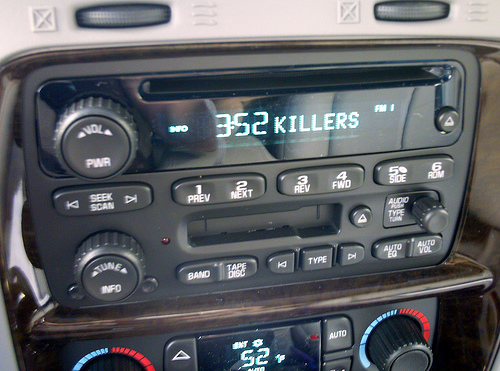 INFO 3:52 KILLERS FM 1
VOL
PWR
SEEK
SCAN
1 PREV
2 NEXT
3 REV
4 FWD
5 SIDE
6 RDM
AUDIO
PUSH
TYPE
TURN
TUNE
INFO
BAND
TAPE
DISC
TYPE
AUTO
EQ
AUTO
VOL
AUTO
52 °F
AUTO